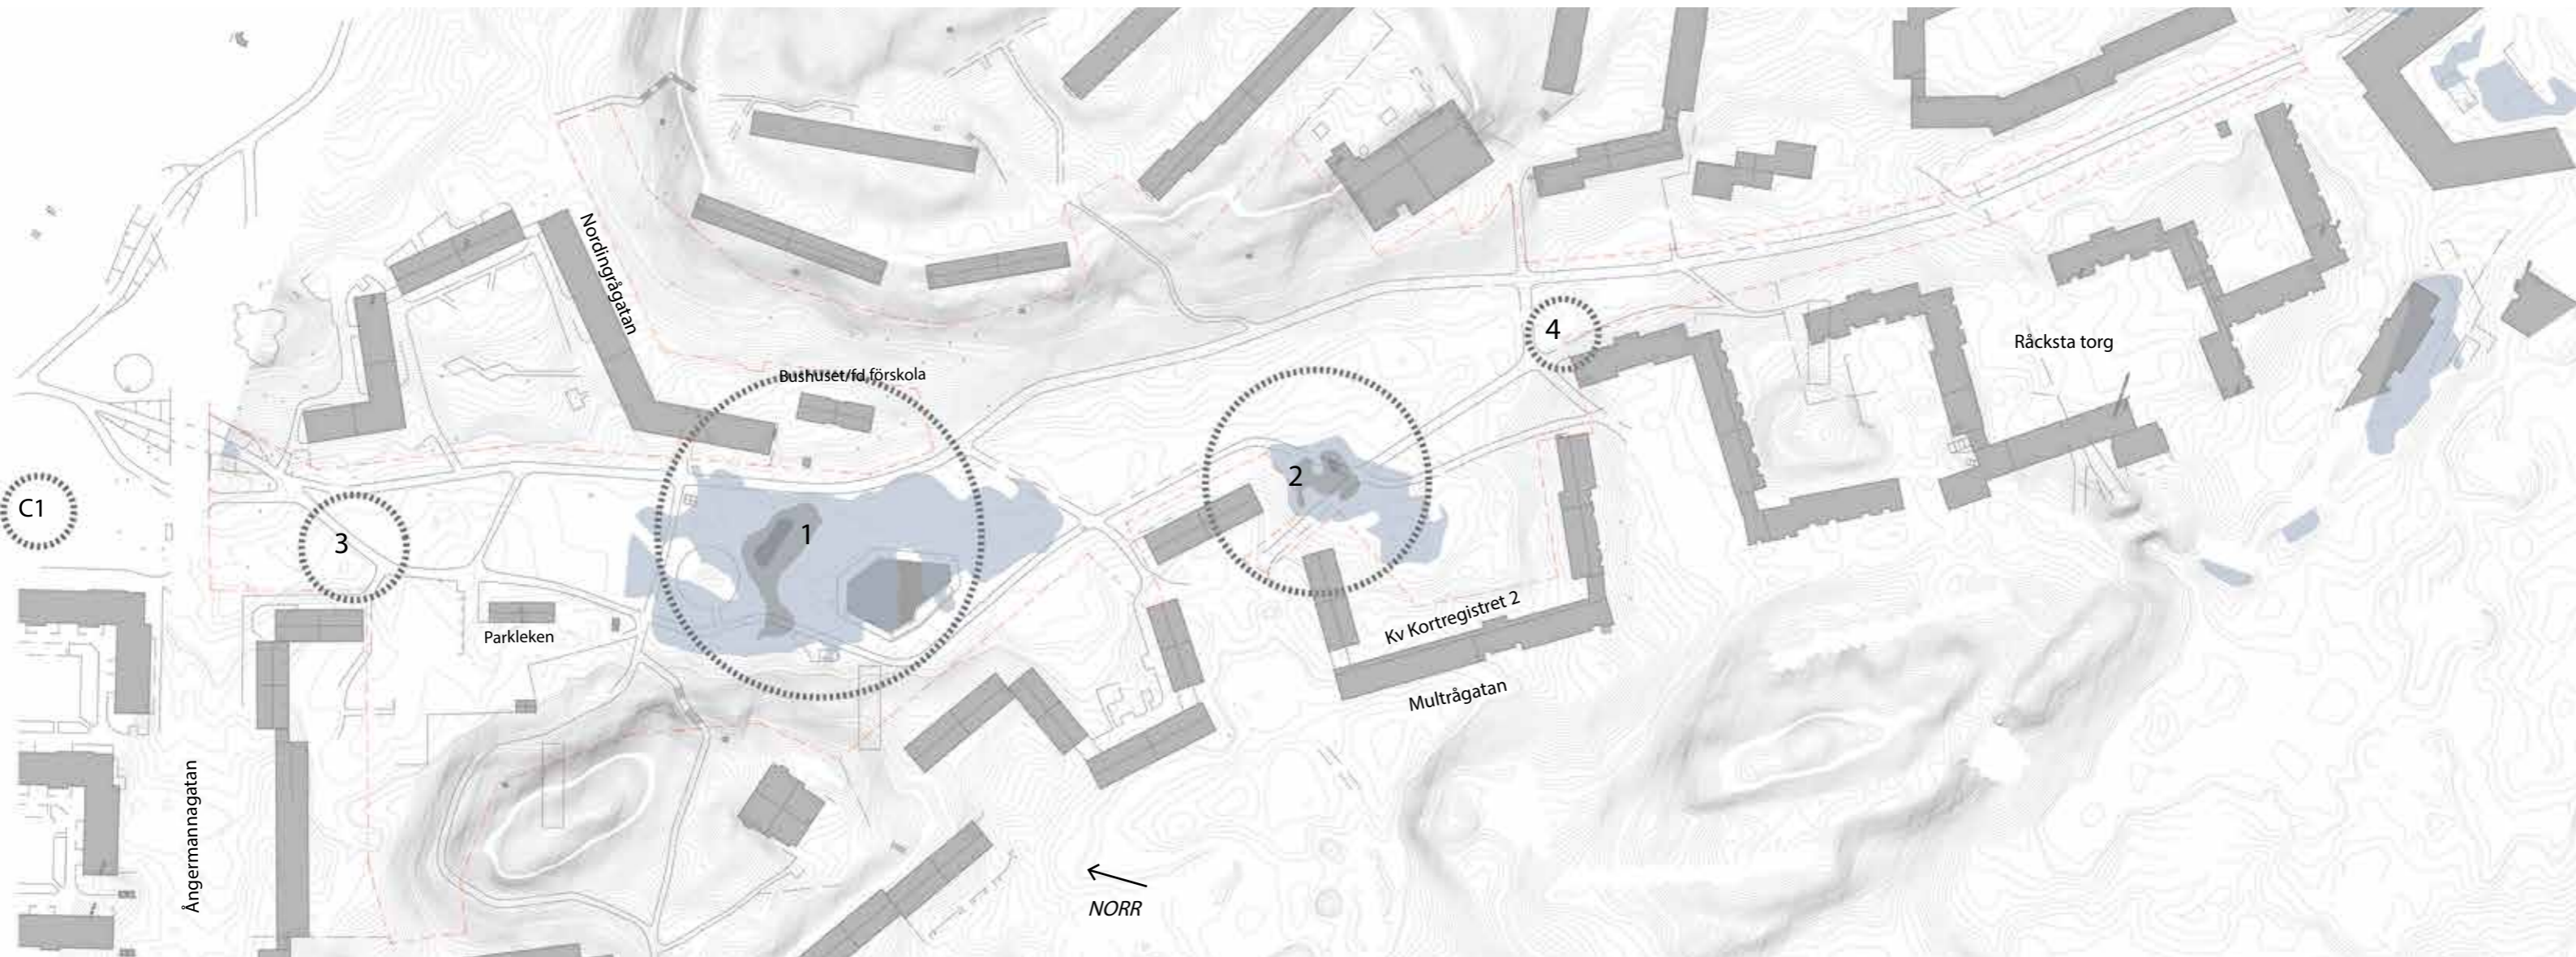 Nordingrågatan
Råcksta torg
4
Bushuset/fd förskola
2
C1
1
3
Parkleken
Kv Kortregistret 2
Multrågatan
Ångermannagatan
NORR